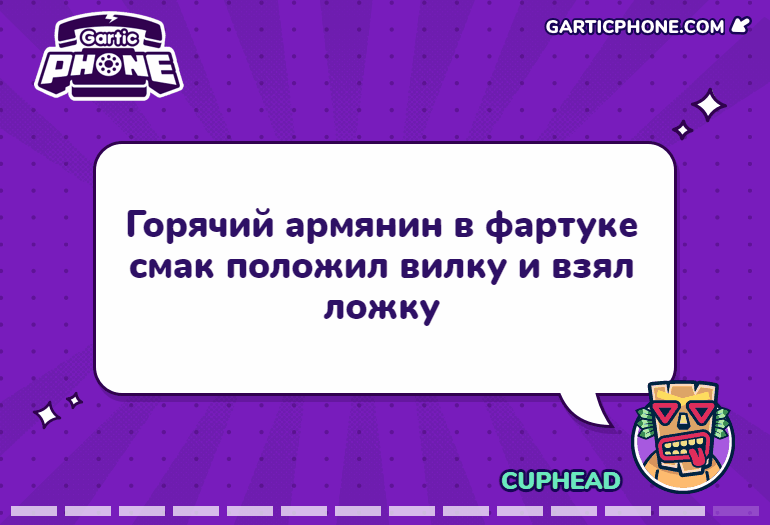 Gartic
PHONE
GARTICPHONE.COM
Горячий армянин в фартуке
смак положил вилку и взял
ложку
CUPHEAD